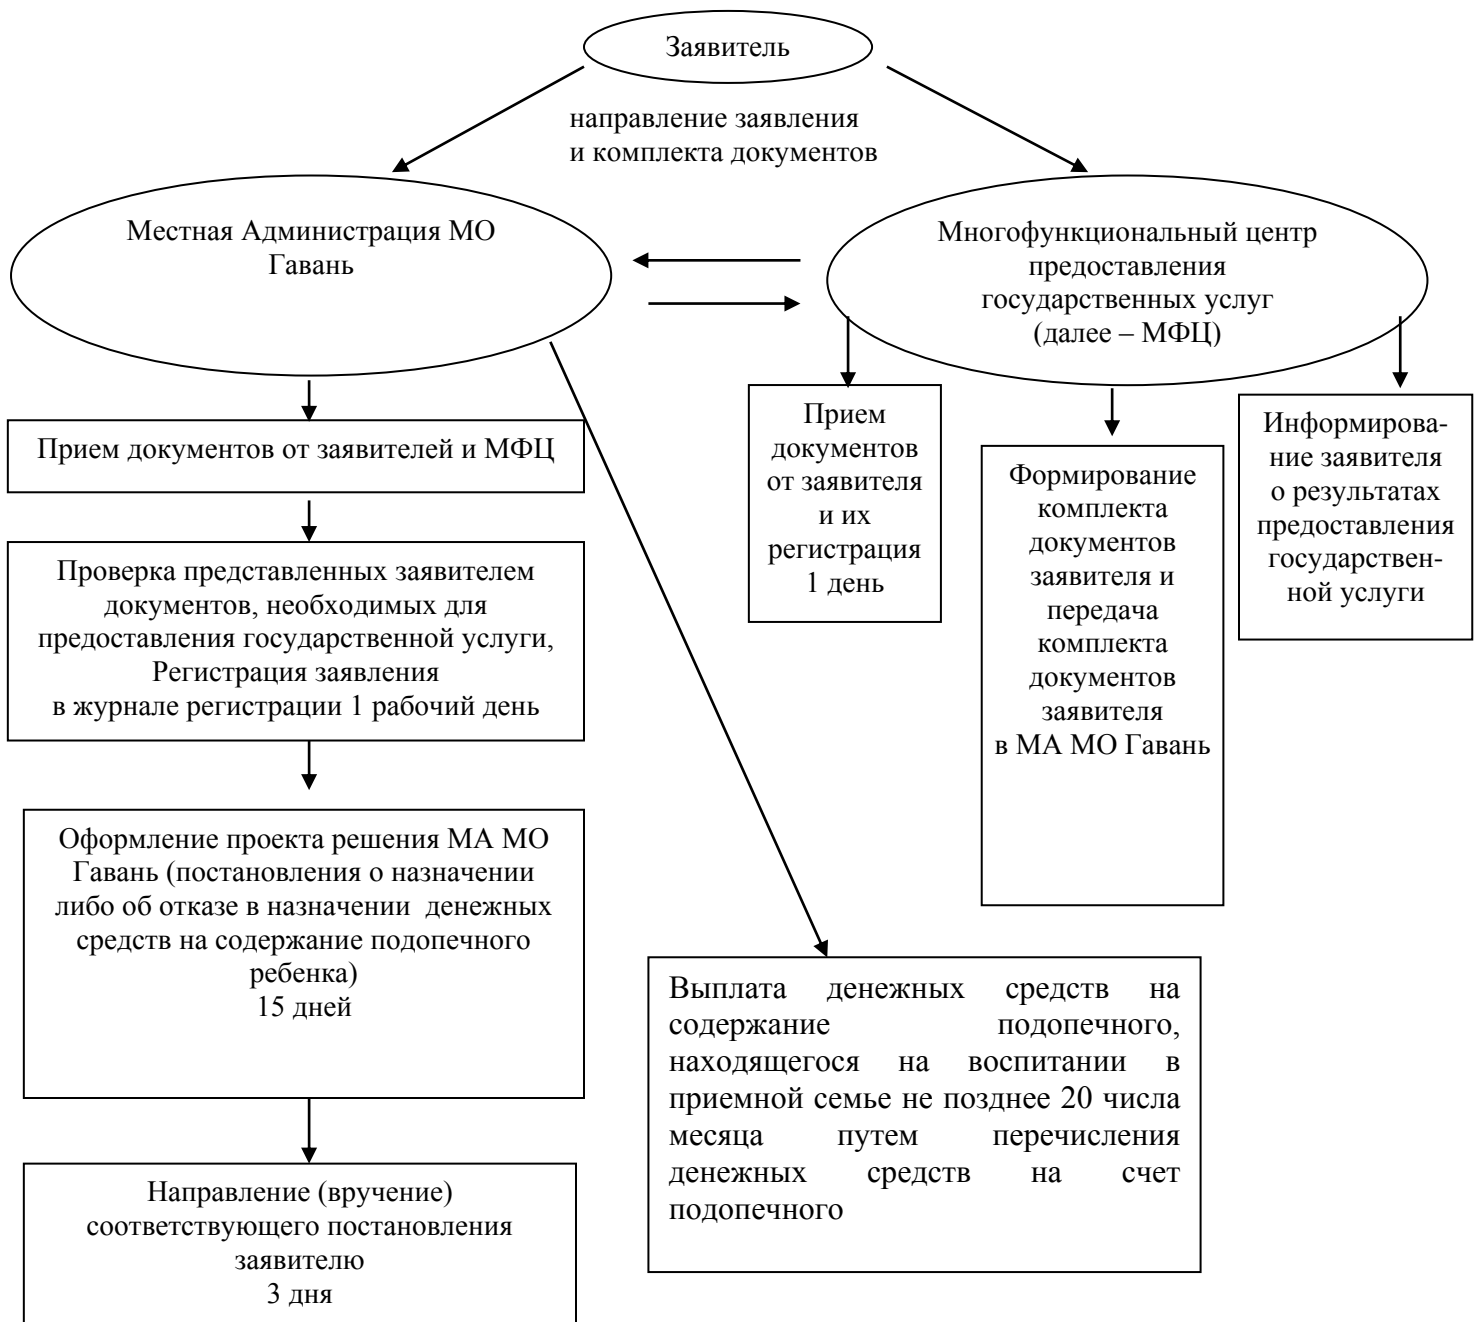 Заявитель
направление заявления
и комплекта документов
Местная Администрация МО
Гавань
Многофункциональный центр
предоставления
государственных услуг
(далее – МФЦ)
Прием документов от заявителей и МФЦ
Проверка представленных заявителем
документов, необходимых для
предоставления государственной услуги,
Регистрация заявления
в журнале регистрации 1 рабочий день
Оформление проекта решения МА МО
Гавань (постановления о назначении
либо об отказе в назначении  денежных
средств на содержание подопечного
ребенка)
15 дней
Направление (вручение)
соответствующего постановления
заявителю
3 дня
Прием
документов
от заявителя
и их
регистрация
1 день
Формирование
комплекта
документов
заявителя и
передача
комплекта
документов
заявителя
в МА МО Гавань
Информирова-
ние заявителя
о результатах
предоставления
государствен-
ной услуги
Выплата денежных средств на
содержание подопечного,
находящегося на воспитании в
приемной семье не позднее 20 числа
месяца путем перечисления
денежных средств на счет
подопечного